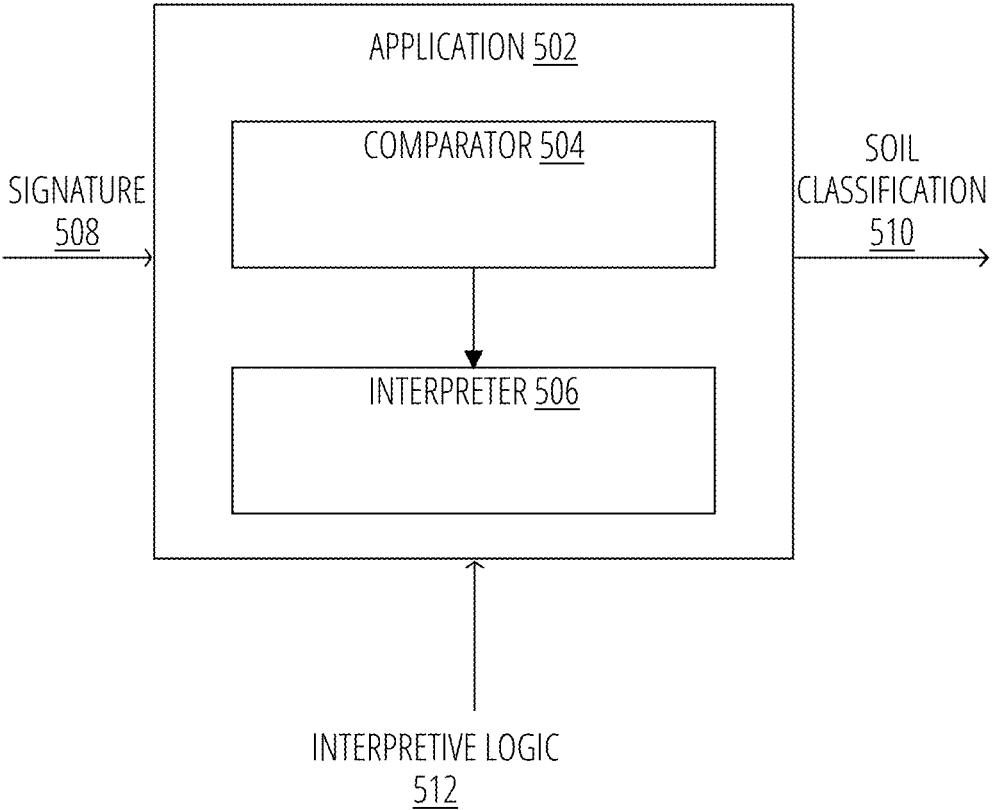 APPLICATION 502
COMPARATOR 504
SIGNATURE
508
SOIL
CLASSIFICATION
510
INTERPRETER 506
INTERPRETIVE LOGIC
512